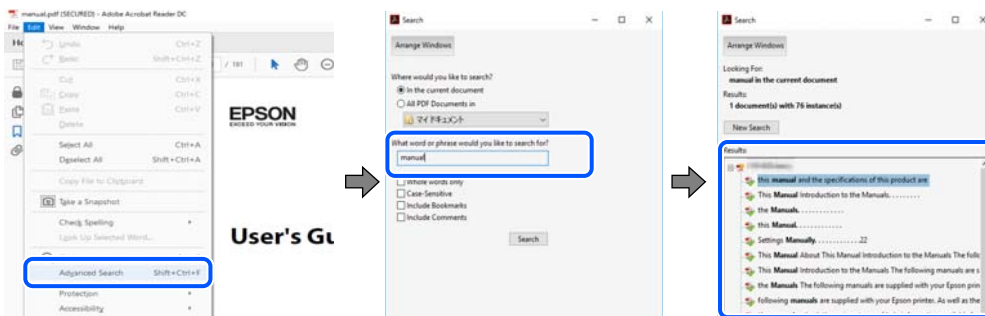 manual.pdf (SECURED) - Adobe Acrobat Reader DC
File Edit View Window Help
Undo Ctrl+Z
Redo Shift+Ctrl+Z
Cut Ctrl+X
Copy Ctrl+C
Paste Ctrl+V
Delete
Select All Ctrl+A
Deselect All Shift+Ctrl+A
Copy File to Clipboard
Take a Snapshot
Check Spelling
Look Up Selected Word...
Advanced Search Shift+Ctrl+F
Protection
Accessibility
/ 181
EPSON
EXCEED YOUR VISION
User's Gu
Search
Arrange Windows
Where would you like to search?
In the current document
All PDF Documents in
マイドキュメント
What word or phrase would you like to search for?
manual
Whole words only
Case-Sensitive
Include Bookmarks
Include Comments
Search
Search
Arrange Windows
Looking For:
manual in the current document
Results:
1 document(s) with 76 instance(s)
New Search
Results:
this manual and the specifications of this product are
This Manual Introduction to the Manuals. . . . . . . . .
the Manuals. . . . . . . . . . . . .
this Manual. . . . . . . . . . . . .
Settings Manually. . . . . . . . . . . . .22
This Manual About This Manual Introduction to the Manuals The follo
This Manual Introduction to the Manuals The following manuals are s
the Manuals The following manuals are supplied with your Epson prin
following manuals are supplied with your Epson printer. As well as the